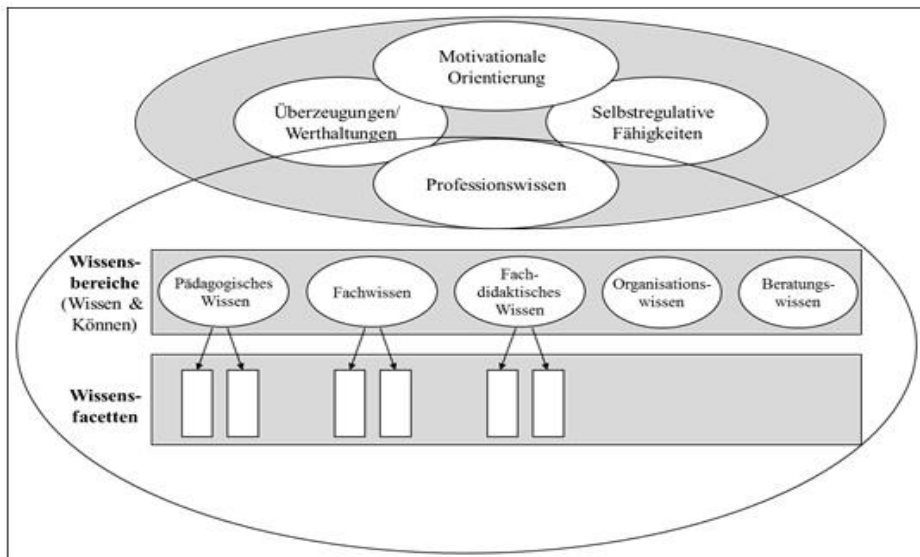 Motivationale
Orientierung
Überzeugungen/
Werthaltungen
Selbstregulative
Fähigkeiten
Professionswissen
Wissens-
bereiche
(Wissen &
Können)
Pädagogisches
Wissen
Fachwissen
Fach-
didaktisches
Wissen
Organisations-
wissen
Beratungs-
wissen
Wissens-
facetten